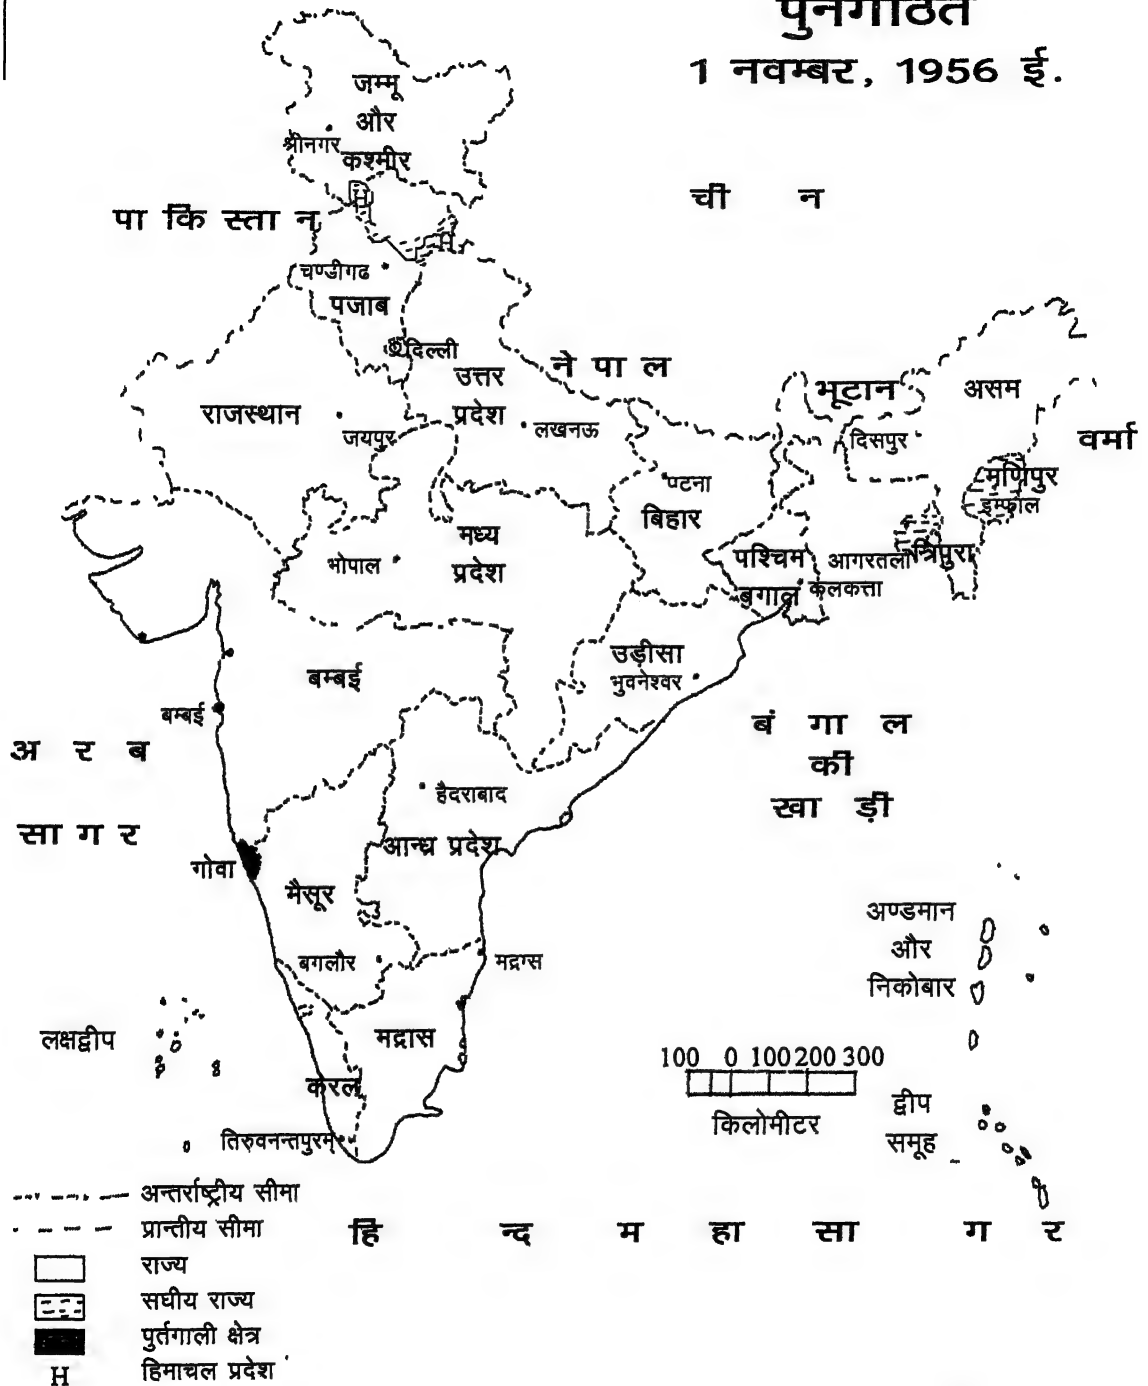 पुनर्गठित
1 नवम्बर, 1956 ई.
जम्मू
और
श्रीनगर
कश्मीर
H
ची न
पा कि स्ता न
H
चण्डीगढ
पजाब
दिल्ली
ने पा ल
उत्तर
प्रदेश
भूटान
असम
राजस्थान
जयपुर
लखनऊ
दिसपुर
वर्मा
पटना
मणिपुर
इम्फाल
बिहार
मध्य
प्रदेश
भोपाल
पश्चिम
बगाल
आगरतला
त्रिपुरा
कलकत्ता
उड़ीसा
भुवनेश्वर
बम्बई
बम्बई
अ र ब
सा ग र
बं गा ल
की
खा ड़ी
हैदराबाद
आन्ध्र प्रदेश
गोवा
मैसूर
बगलौर
मद्रास
अण्डमान
और
निकोबार
लक्षद्वीप
मद्रास
केरल
तिरुवनन्तपुरम्
100 0 100 200 300
किलोमीटर
द्वीप
समूह
अन्तर्राष्ट्रीय सीमा
प्रान्तीय सीमा
हि न्द म हा सा ग र
राज्य
सघीय राज्य
पुर्तगाली क्षेत्र
H हिमाचल प्रदेश